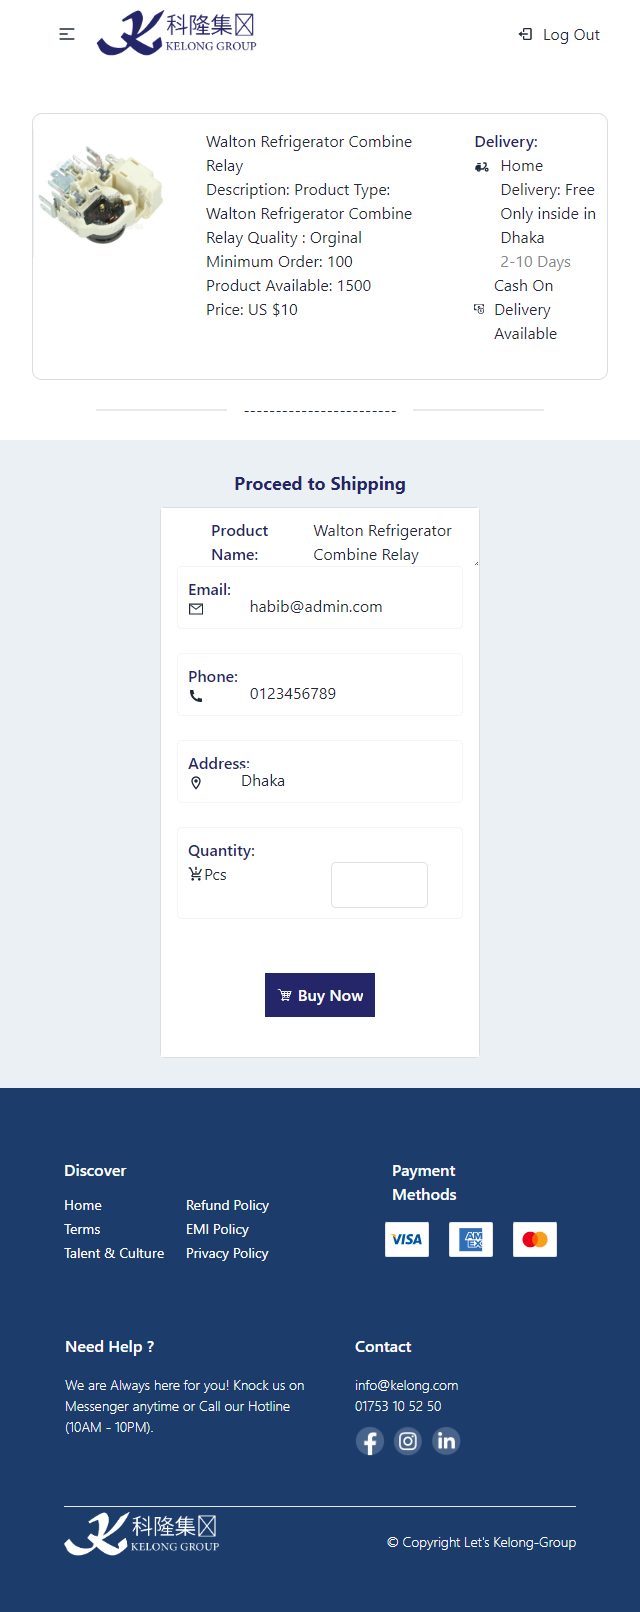 科隆集团
KELONG GROUP
Log Out
Walton Refrigerator Combine
Relay
Description: Product Type:
Walton Refrigerator Combine
Relay Quality : Orginal
Minimum Order: 100
Product Available: 1500
Price: US $10
Delivery:
Home
Delivery: Free
Only inside in
Dhaka
2-10 Days
Cash On
Delivery
Available
------------------------
Proceed to Shipping
Product
Name:
Walton Refrigerator
Combine Relay
Email:
habib@admin.com
Phone:
0123456789
Address:
Dhaka
Quantity:
Pcs
Buy Now
Discover
Home
Terms
Talent & Culture
Refund Policy
EMI Policy
Privacy Policy
Payment
Methods
VISA
AM
EX
Need Help ?
We are Always here for you! Knock us on
Messenger anytime or Call our Hotline
(10AM - 10PM).
Contact
info@kelong.com
01753 10 52 50
科隆集团
KELONG GROUP
© Copyright Let's Kelong-Group